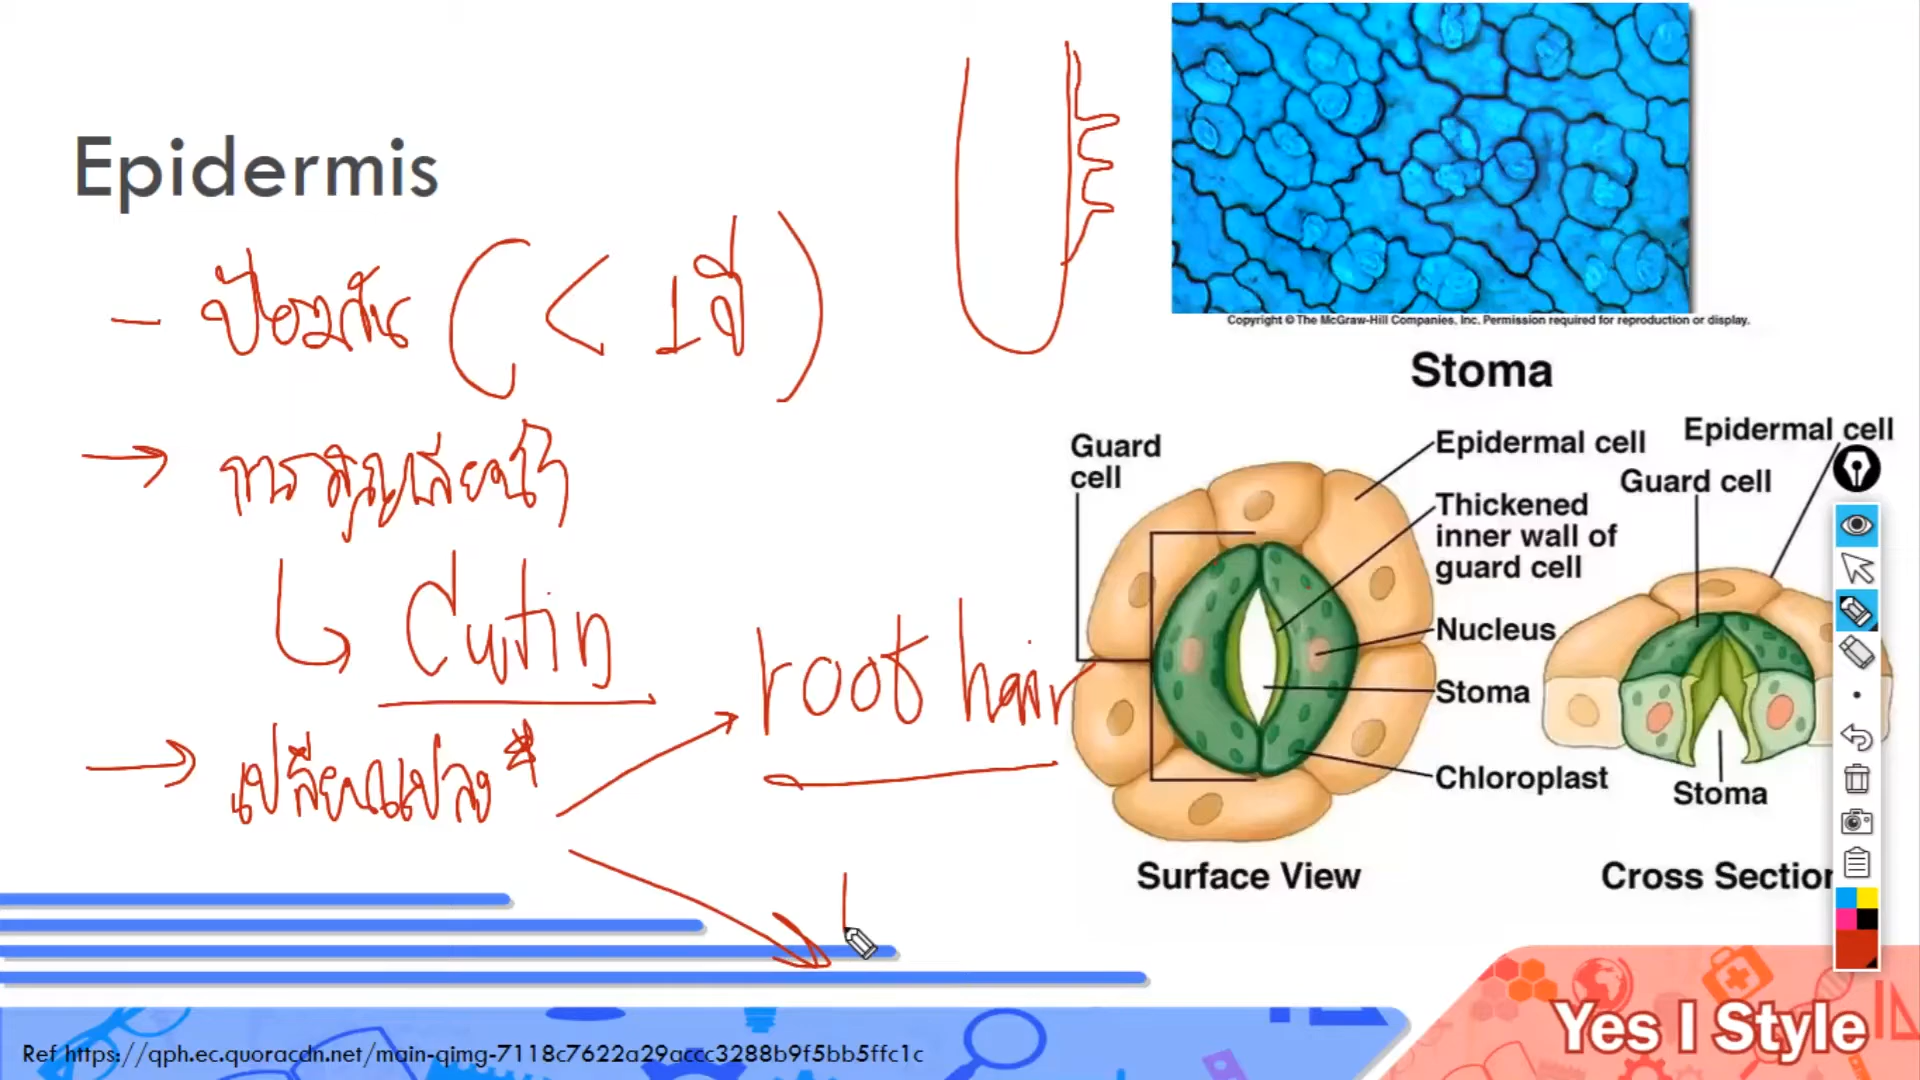 Epidermis
- ป้องกัน ( < 1 ปี )
→ การสูญเสียน้ำ
Cutin
→ เปลี่ยนแปลง*
root hair
Copyright © The McGraw-Hill Companies, Inc. Permission required for reproduction or display.
Stoma
Guard cell
Epidermal cell
Thickened inner wall of guard cell
Nucleus
Stoma
Chloroplast
Surface View
Epidermal cell
Guard cell
Stoma
Cross Section
Ref https://qph.ec.quoracdn.net/main-qimg-7118c7622a29accc3288b9f5bb5ffc1c
Yes I Style